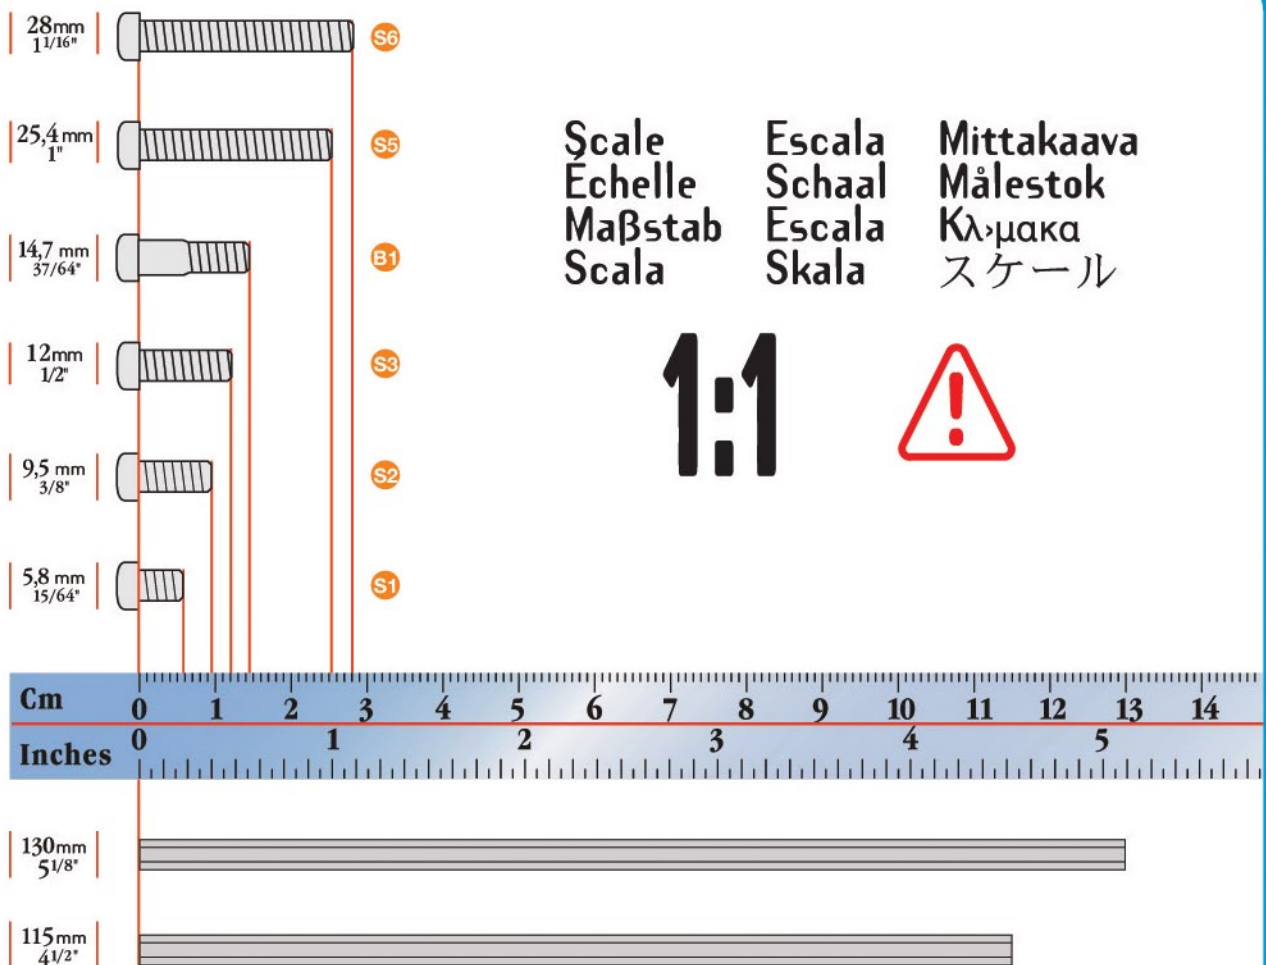 28mm
1 1/16"
S6
25,4 mm
1"
S5
14,7 mm
37/64"
B1
12mm
1/2"
S3
9,5 mm
3/8"
S2
5,8 mm
15/64"
S1
Scale
Échelle
Maßstab
Scala
Escala
Schaal
Escala
Skala
Mittakaava
Målestok
Κλ›μακα
スケール
1:1
!
Cm 0 1 2 3 4 5 6 7 8 9 10 11 12 13 14
Inches 0 1 2 3 4 5
130mm
5 1/8"
115mm
4 1/2"